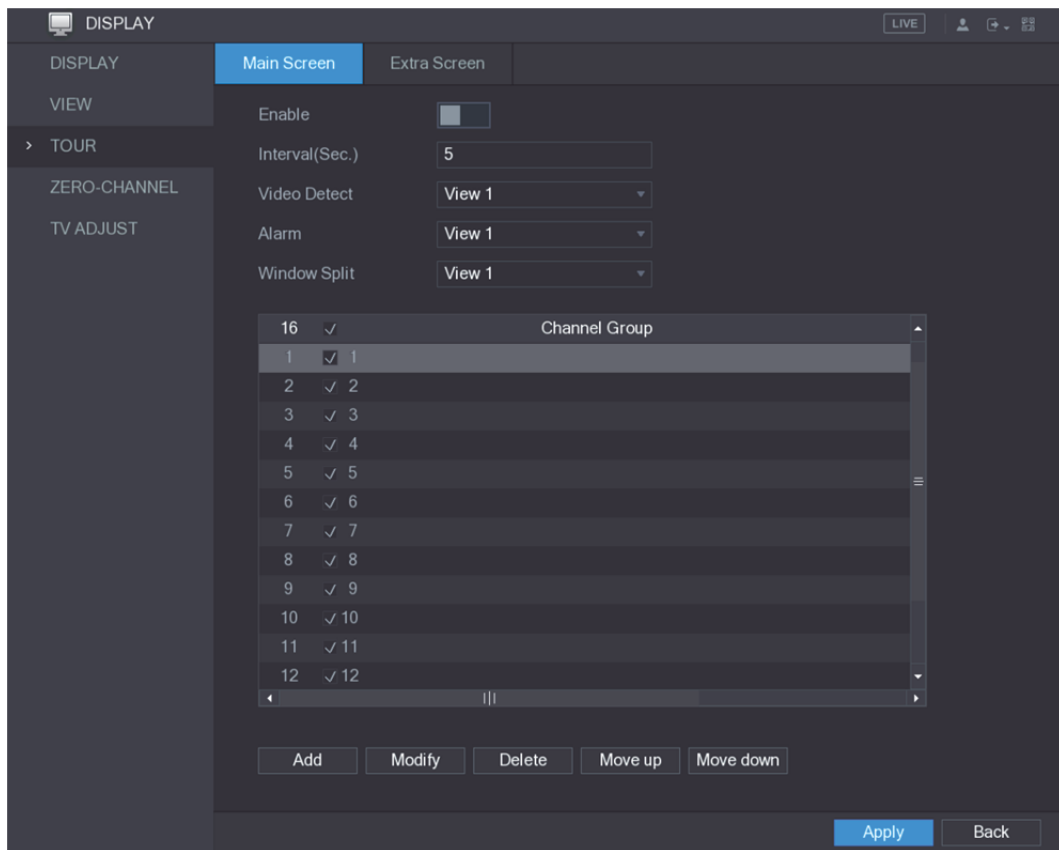 DISPLAY LIVE
DISPLAY Main Screen Extra Screen
VIEW
Enable
TOUR
Interval(Sec.) 5
ZERO-CHANNEL
Video Detect View 1
TV ADJUST
Alarm View 1
Window Split View 1
16 Channel Group
1 1
2 2
3 3
4 4
5 5
6 6
7 7
8 8
9 9
10 10
11 11
12 12
Add Modify Delete Move up Move down
Apply Back